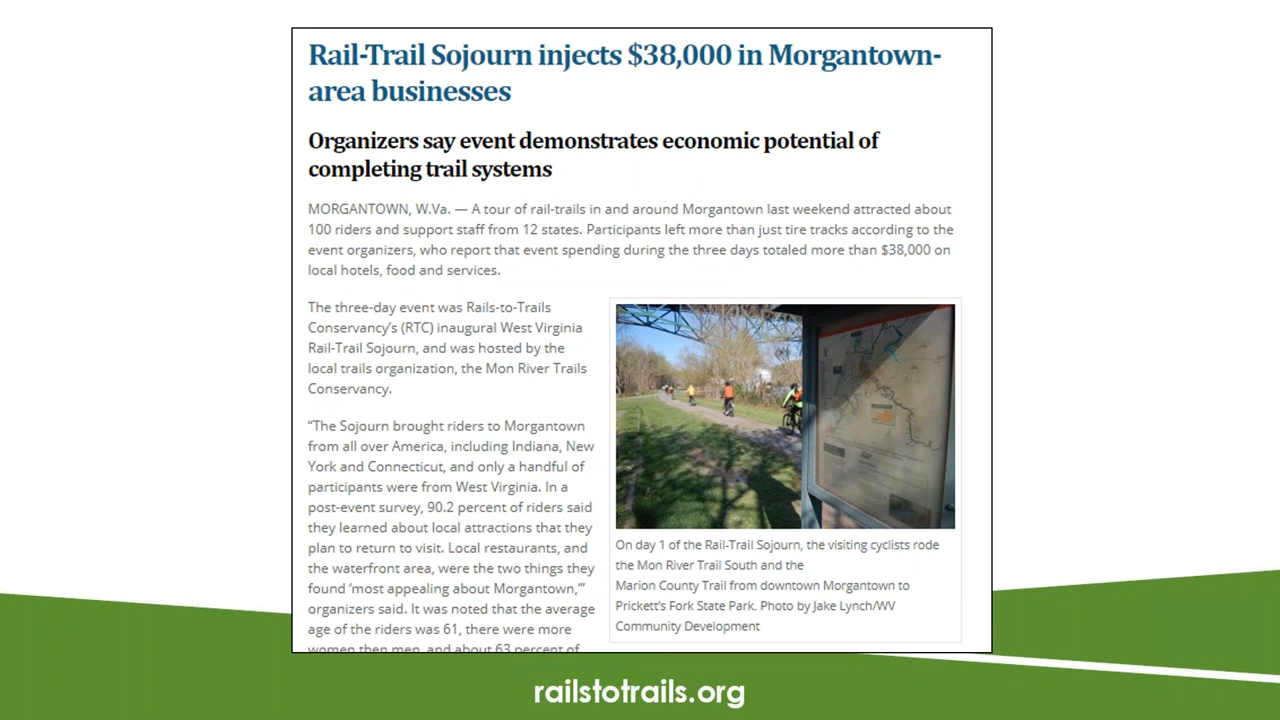 Rail-Trail Sojourn injects $38,000 in Morgantown-
area businesses
Organizers say event demonstrates economic potential of
completing trail systems
MORGANTOWN, W.Va. — A tour of rail-trails in and around Morgantown last weekend attracted about
100 riders and support staff from 12 states. Participants left more than just tire tracks according to the
event organizers, who report that event spending during the three days totaled more than $38,000 on
local hotels, food and services.
The three-day event was Rails-to-Trails
Conservancy's (RTC) inaugural West Virginia
Rail-Trail Sojourn, and was hosted by the
local trails organization, the Mon River Trails
Conservancy.
"The Sojourn brought riders to Morgantown
from all over America, including Indiana, New
York and Connecticut, and only a handful of
participants were from West Virginia. In a
post-event survey, 90.2 percent of riders said
they learned about local attractions that they
plan to return to visit. Local restaurants, and
the waterfront area, were the two things they
found 'most appealing about Morgantown,'"
organizers said. It was noted that the average
age of the riders was 61, there were more
women then men, and about 63 percent of
On day 1 of the Rail-Trail Sojourn, the visiting cyclists rode
the Mon River Trail South and the
Marion County Trail from downtown Morgantown to
Prickett's Fork State Park. Photo by Jake Lynch/WV
Community Development
railstotrails.org